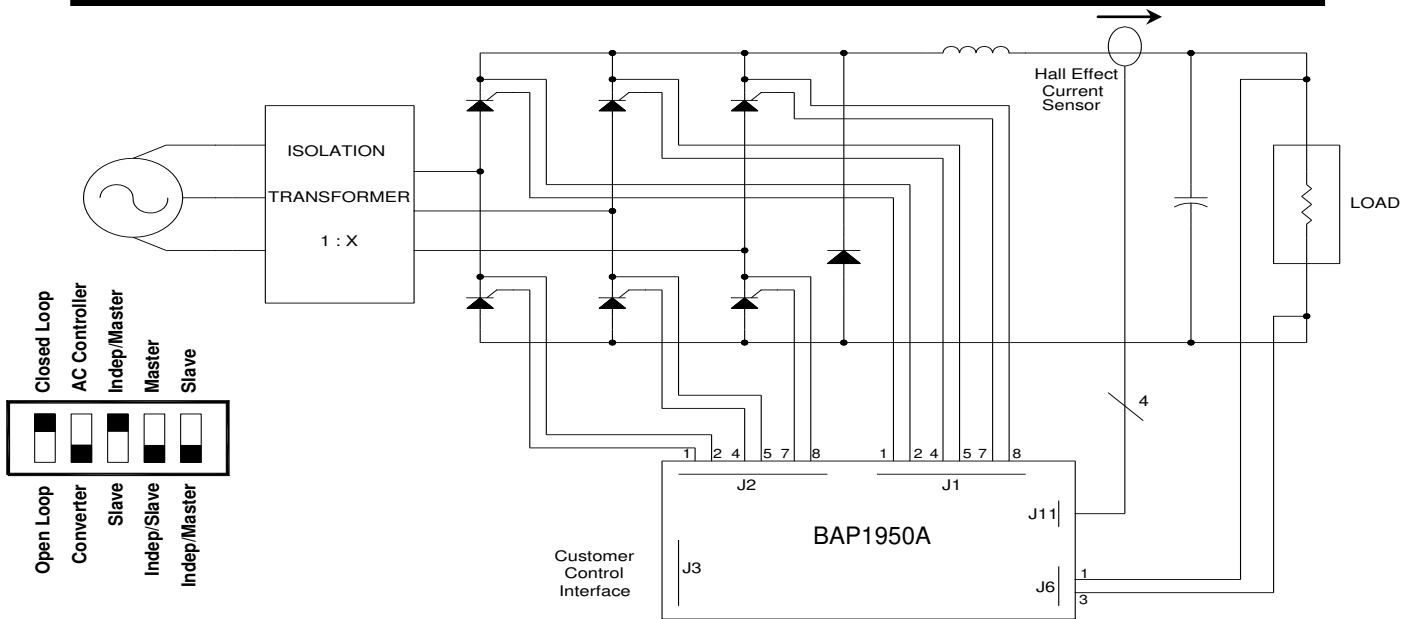 Hall Effect
Current
Sensor
ISOLATION
TRANSFORMER
1 : X
LOAD
Closed Loop
AC Controller
Indep/Master
Master
Slave
Open Loop
Converter
Slave
Indep/Slave
Indep/Master
4
1 2 4 5 7 8
J2
1 2 4 5 7 8
J1
J11
BAP1950A
Customer
Control
Interface
J3
J6
1
3